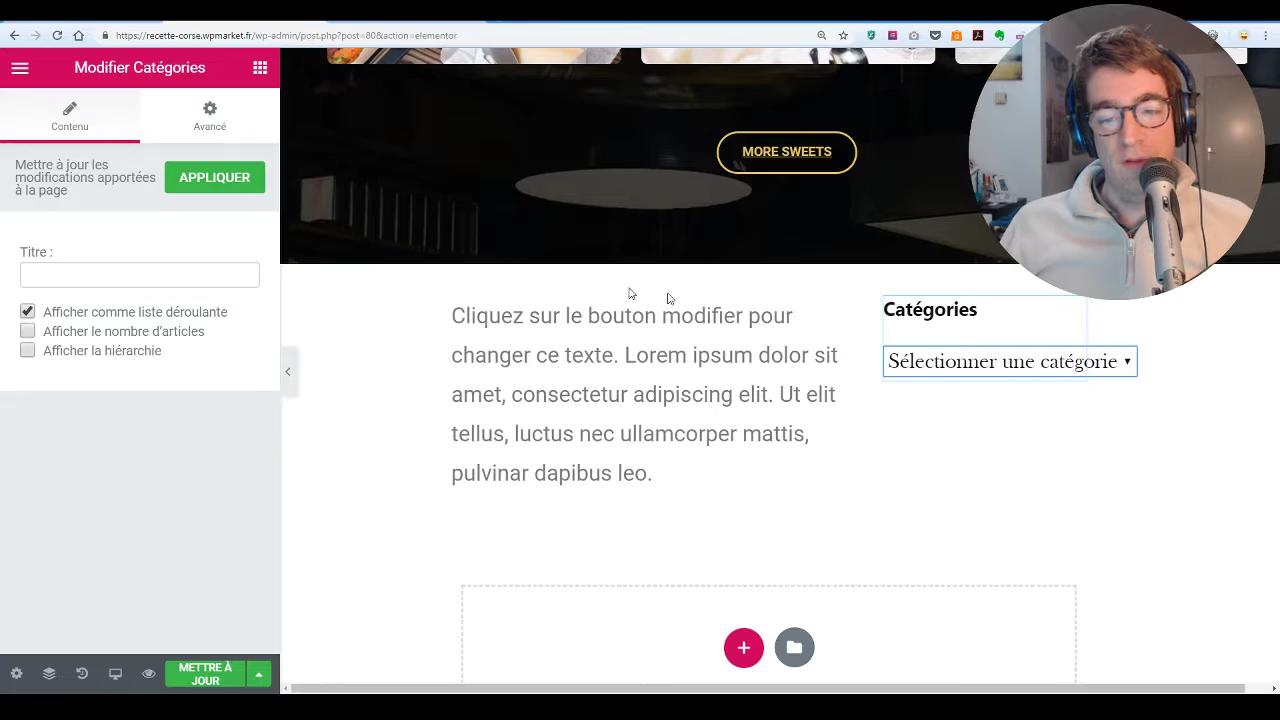 https://recette-corse.wpmarket.fr/wp-admin/post.php?post=80&action=elementor
Modifier Catégories
Contenu
Avancé
Mettre à jour les
modifications apportées
à la page
APPLIQUER
Titre :
Afficher comme liste déroulante
Afficher le nombre d'articles
Afficher la hiérarchie
METTRE À
JOUR
MORE SWEETS
Cliquez sur le bouton modifier pour
changer ce texte. Lorem ipsum dolor sit
amet, consectetur adipiscing elit. Ut elit
tellus, luctus nec ullamcorper mattis,
pulvinar dapibus leo.
Catégories
Sélectionner une catégorie